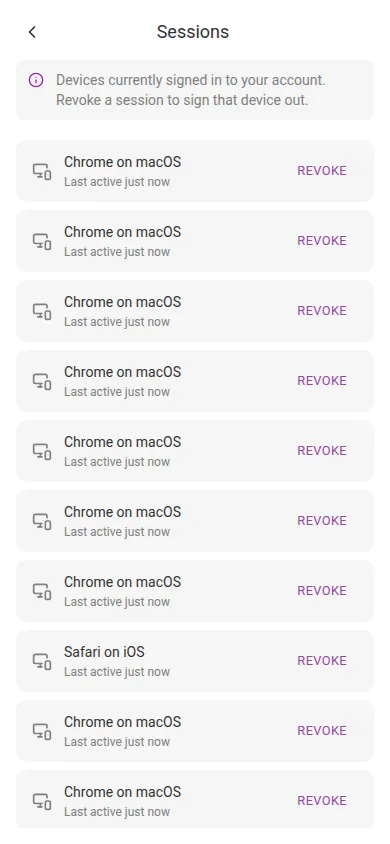 Sessions
Devices currently signed in to your account.
Revoke a session to sign that device out.
Chrome on macOS
Last active just now
REVOKE
Chrome on macOS
Last active just now
REVOKE
Chrome on macOS
Last active just now
REVOKE
Chrome on macOS
Last active just now
REVOKE
Chrome on macOS
Last active just now
REVOKE
Chrome on macOS
Last active just now
REVOKE
Chrome on macOS
Last active just now
REVOKE
Safari on iOS
Last active just now
REVOKE
Chrome on macOS
Last active just now
REVOKE
Chrome on macOS
Last active just now
REVOKE